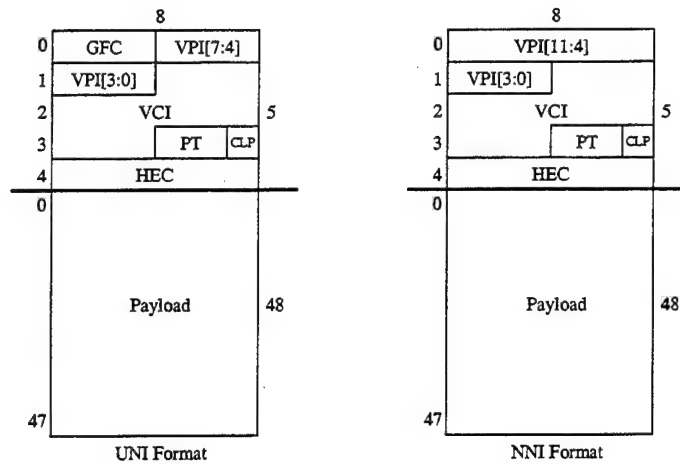 8
0 GFC VPI[7:4]
1 VPI[3:0]
2 VCI 5
3 PT CLP
4 HEC
0
Payload 48
47
UNI Format
8
0 VPI[11:4]
1 VPI[3:0]
2 VCI 5
3 PT CLP
4 HEC
0
Payload 48
47
NNI Format